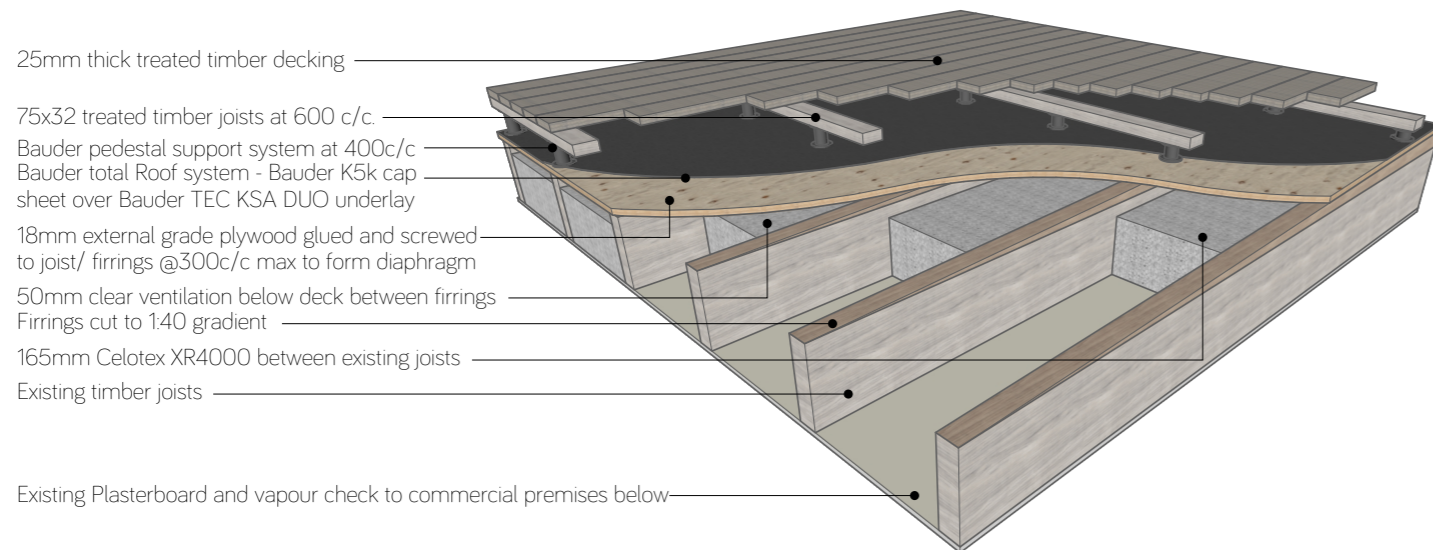 25mm thick treated timber decking
75x32 treated timber joists at 600 c/c.
Bauder pedestal support system at 400c/c
Bauder total Roof system - Bauder K5k cap
sheet over Bauder TEC KSA DUO underlay
18mm external grade plywood glued and screwed
to joist/ firrings @300c/c max to form diaphragm
50mm clear ventilation below deck between firrings
Firrings cut to 1:40 gradient
165mm Celotex XR4000 between existing joists
Existing timber joists
Existing Plasterboard and vapour check to commercial premises below